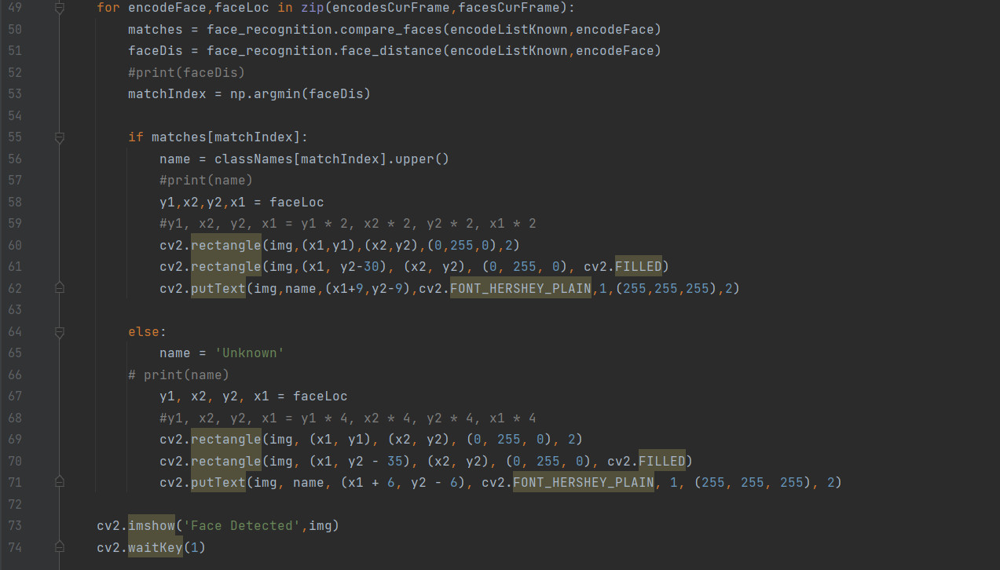 49 for encodeFace,faceLoc in zip(encodesCurFrame,facesCurFrame):
50 matches = face_recognition.compare_faces(encodeListKnown,encodeFace)
51 faceDis = face_recognition.face_distance(encodeListKnown,encodeFace)
52 #print(faceDis)
53 matchIndex = np.argmin(faceDis)
54
55 if matches[matchIndex]:
56 name = classNames[matchIndex].upper()
57 #print(name)
58 y1,x2,y2,x1 = faceLoc
59 #y1, x2, y2, x1 = y1 * 2, x2 * 2, y2 * 2, x1 * 2
60 cv2.rectangle(img,(x1,y1),(x2,y2),(0,255,0),2)
61 cv2.rectangle(img,(x1, y2-30), (x2, y2), (0, 255, 0), cv2.FILLED)
62 cv2.putText(img,name,(x1+9,y2-9),cv2.FONT_HERSHEY_PLAIN,1,(255,255,255),2)
63
64 else:
65 name = 'Unknown'
66 # print(name)
67 y1, x2, y2, x1 = faceLoc
68 #y1, x2, y2, x1 = y1 * 4, x2 * 4, y2 * 4, x1 * 4
69 cv2.rectangle(img, (x1, y1), (x2, y2), (0, 255, 0), 2)
70 cv2.rectangle(img, (x1, y2 - 35), (x2, y2), (0, 255, 0), cv2.FILLED)
71 cv2.putText(img, name, (x1 + 6, y2 - 6), cv2.FONT_HERSHEY_PLAIN, 1, (255, 255, 255), 2)
72
73 cv2.imshow('Face Detected',img)
74 cv2.waitKey(1)